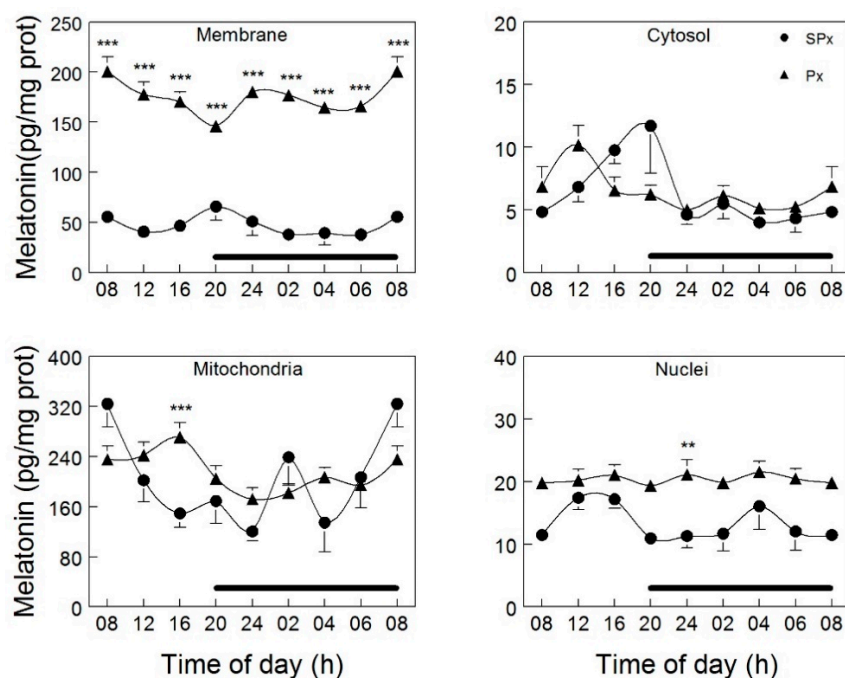 Membrane
Melatonin(pg/mg prot)
250
200
150
100
50
0
*** *** *** *** *** *** *** *** ***
08 12 16 20 24 02 04 06 08
Cytosol
SPx
Px
20
15
10
5
0
08 12 16 20 24 02 04 06 08
Mitochondria
Melatonin (pg/mg prot)
400
320
240
160
80
0
***
08 12 16 20 24 02 04 06 08
Time of day (h)
Nuclei
40
30
20
10
0
**
08 12 16 20 24 02 04 06 08
Time of day (h)